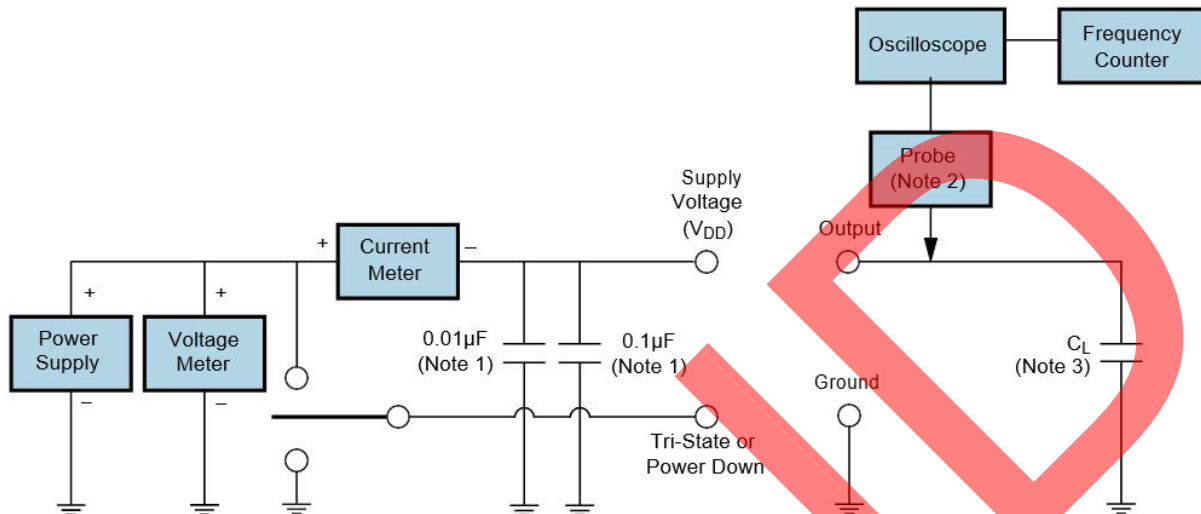 Oscilloscope
Frequency
Counter
Probe
(Note 2)
Supply
Voltage
(VDD)
Output
+
Current
Meter
–
+
+
Power
Supply
Voltage
Meter
–
–
0.01µF
(Note 1)
0.1µF
(Note 1)
CL
(Note 3)
Ground
Tri-State or
Power Down